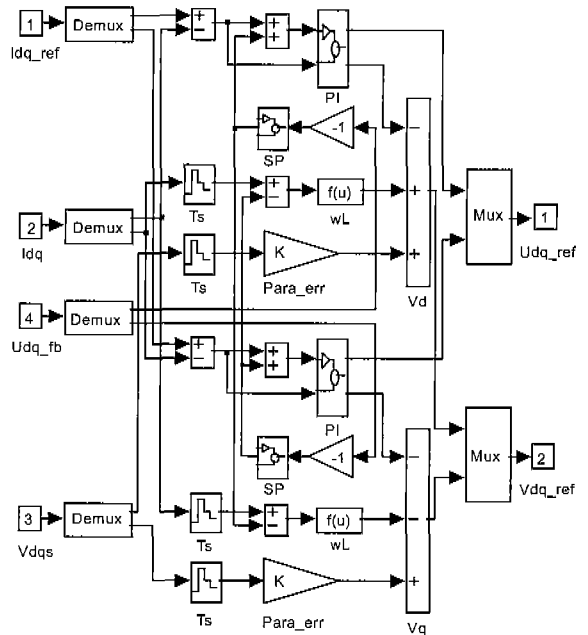 1
Demux
Idq_ref
+
−
+
+
PI
-1
SP
−
Ts
+
−
f(u)
wL
+
Mux
1
Udq_ref
2
Demux
Idq
Ts
K
Para_err
+
Vd
4
Demux
Udq_fb
+
−
+
+
PI
-1
SP
−
Mux
2
Vdq_ref
3
Demux
Vdqs
Ts
+
−
f(u)
wL
−
Ts
K
Para_err
+
Vq